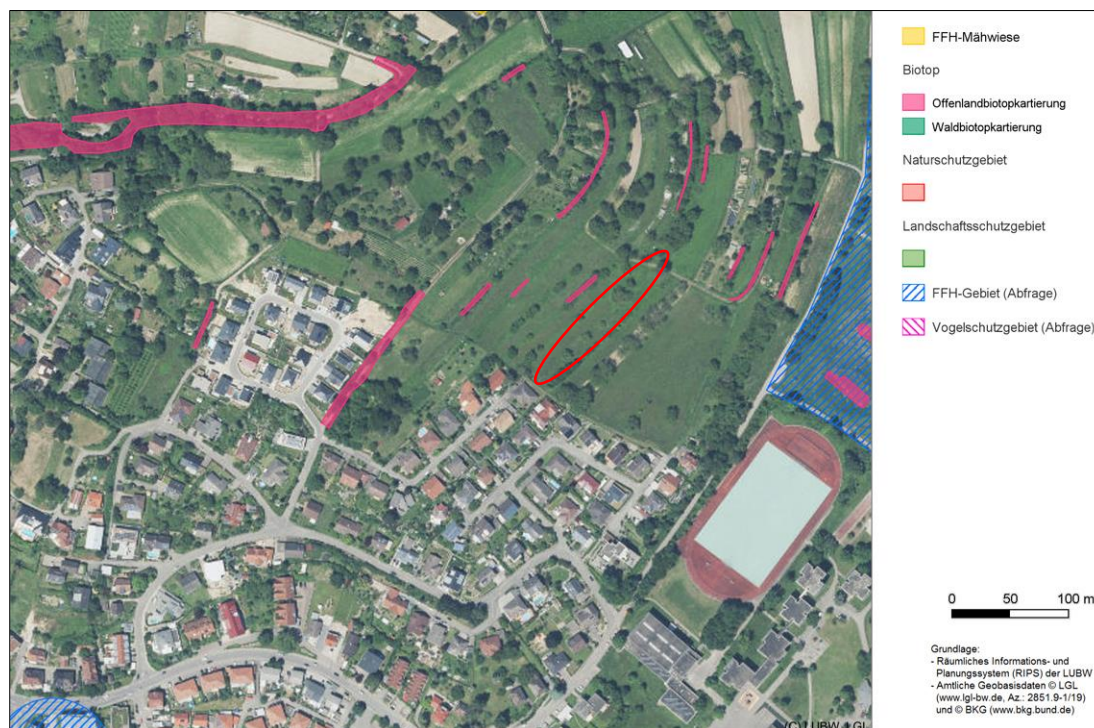 FFH-Mähwiese
Biotop
Offenlandbiotopkartierung
Waldbiotopkartierung
Naturschutzgebiet
Landschaftsschutzgebiet
FFH-Gebiet (Abfrage)
Vogelschutzgebiet (Abfrage)
0 50 100 m
Grundlage:
- Räumliches Informations- und
Planungssystem (RIPS) der LUBW
- Amtliche Geobasisdaten © LGL
(www.lgl-bw.de, Az.: 2851.9-1/19)
und © BKG (www.bkg.bund.de)
(C) LUBW, LGL